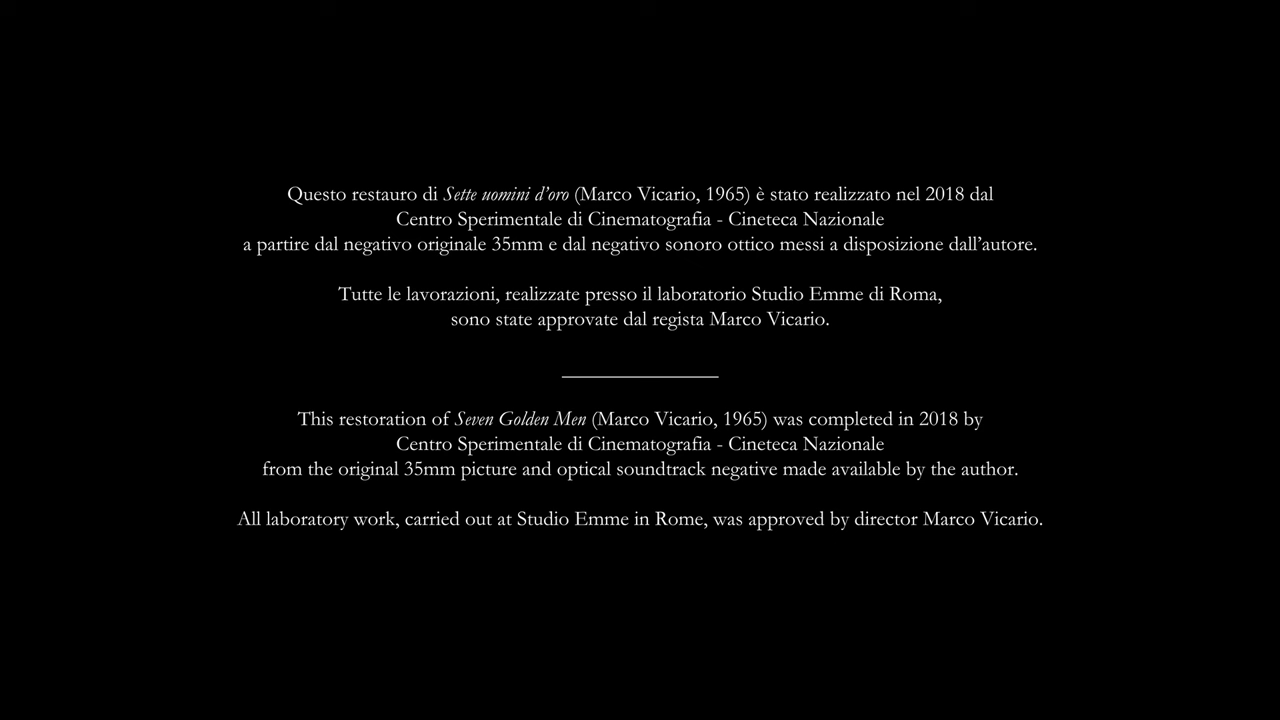 Questo restauro di Sette uomini d’oro (Marco Vicario, 1965) è stato realizzato nel 2018 dal
Centro Sperimentale di Cinematografia - Cineteca Nazionale
a partire dal negativo originale 35mm e dal negativo sonoro ottico messi a disposizione dall’autore.
Tutte le lavorazioni, realizzate presso il laboratorio Studio Emme di Roma,
sono state approvate dal regista Marco Vicario.
This restoration of Seven Golden Men (Marco Vicario, 1965) was completed in 2018 by
Centro Sperimentale di Cinematografia - Cineteca Nazionale
from the original 35mm picture and optical soundtrack negative made available by the author.
All laboratory work, carried out at Studio Emme in Rome, was approved by director Marco Vicario.